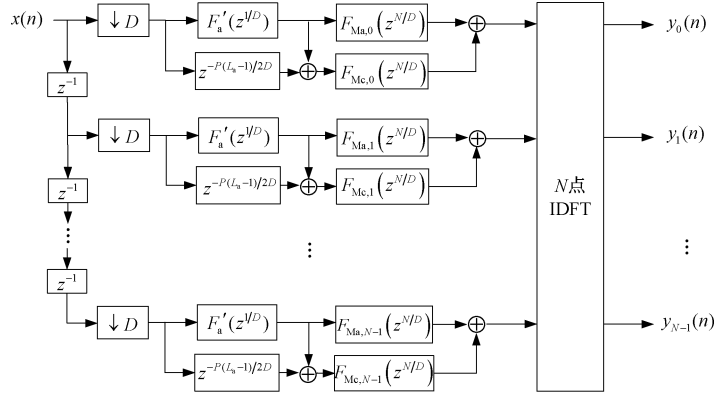 x(n)
↓D
F_a′(z^{1/D})
F_{Ma,0}(z^{N/D})
y_0(n)
z^{-P(L_a-1)/2D}
F_{Mc,0}(z^{N/D})
z^{-1}
↓D
F_a′(z^{1/D})
F_{Ma,1}(z^{N/D})
y_1(n)
z^{-P(L_a-1)/2D}
F_{Mc,1}(z^{N/D})
z^{-1}
N点
IDFT
⋮
⋮
⋮
z^{-1}
↓D
F_a′(z^{1/D})
F_{Ma,N-1}(z^{N/D})
y_{N-1}(n)
z^{-P(L_a-1)/2D}
F_{Mc,N-1}(z^{N/D})